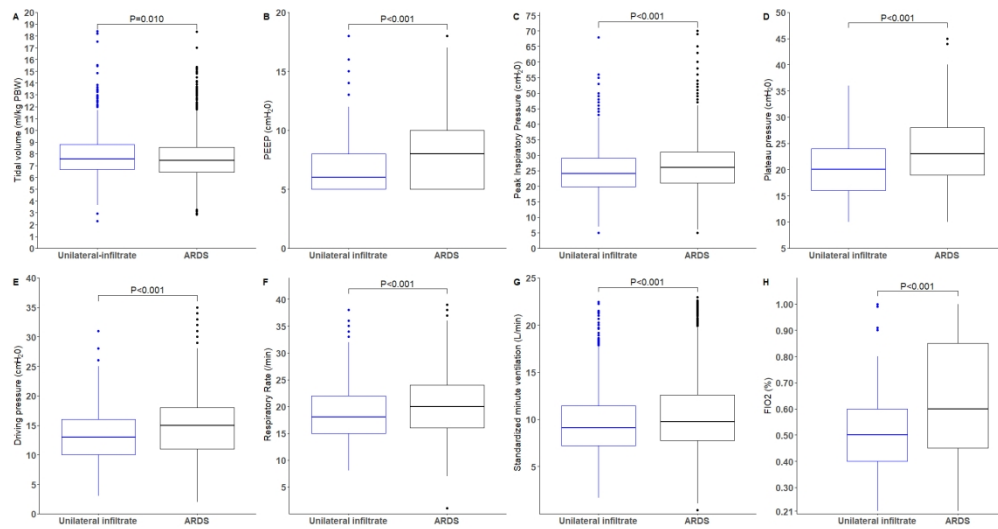 A
P=0.010
Tidal volume (ml/kg PBW)
20
19
18
17
16
15
14
13
12
11
10
9
8
7
6
5
4
3
2
1
0
Unilateral-infiltrate ARDS
B
P<0.001
PEEP (cmH₂0)
20
15
10
5
0
Unilateral infiltrate ARDS
C
P<0.001
Peak Inspiratory Pressure (cmH₂0)
75
70
65
60
55
50
45
40
35
30
25
20
15
10
5
0
Unilateral infiltrate ARDS
D
P<0.001
Plateau pressure (cmH₂0)
50
45
40
35
30
25
20
15
10
5
Unilateral infiltrate ARDS
E
P<0.001
Driving pressure (cmH₂0)
40
35
30
25
20
15
10
5
0
Unilateral infiltrate ARDS
F
P<0.001
Respiratory Rate (/min)
40
35
30
25
20
15
10
5
Unilateral infiltrate ARDS
G
P<0.001
Standardized minute ventilation (L/min)
25
20
15
10
5
Unilateral infiltrate ARDS
H
P<0.001
FIO2 (%)
1.00
0.90
0.80
0.70
0.60
0.50
0.40
0.30
0.21
Unilateral infiltrate ARDS